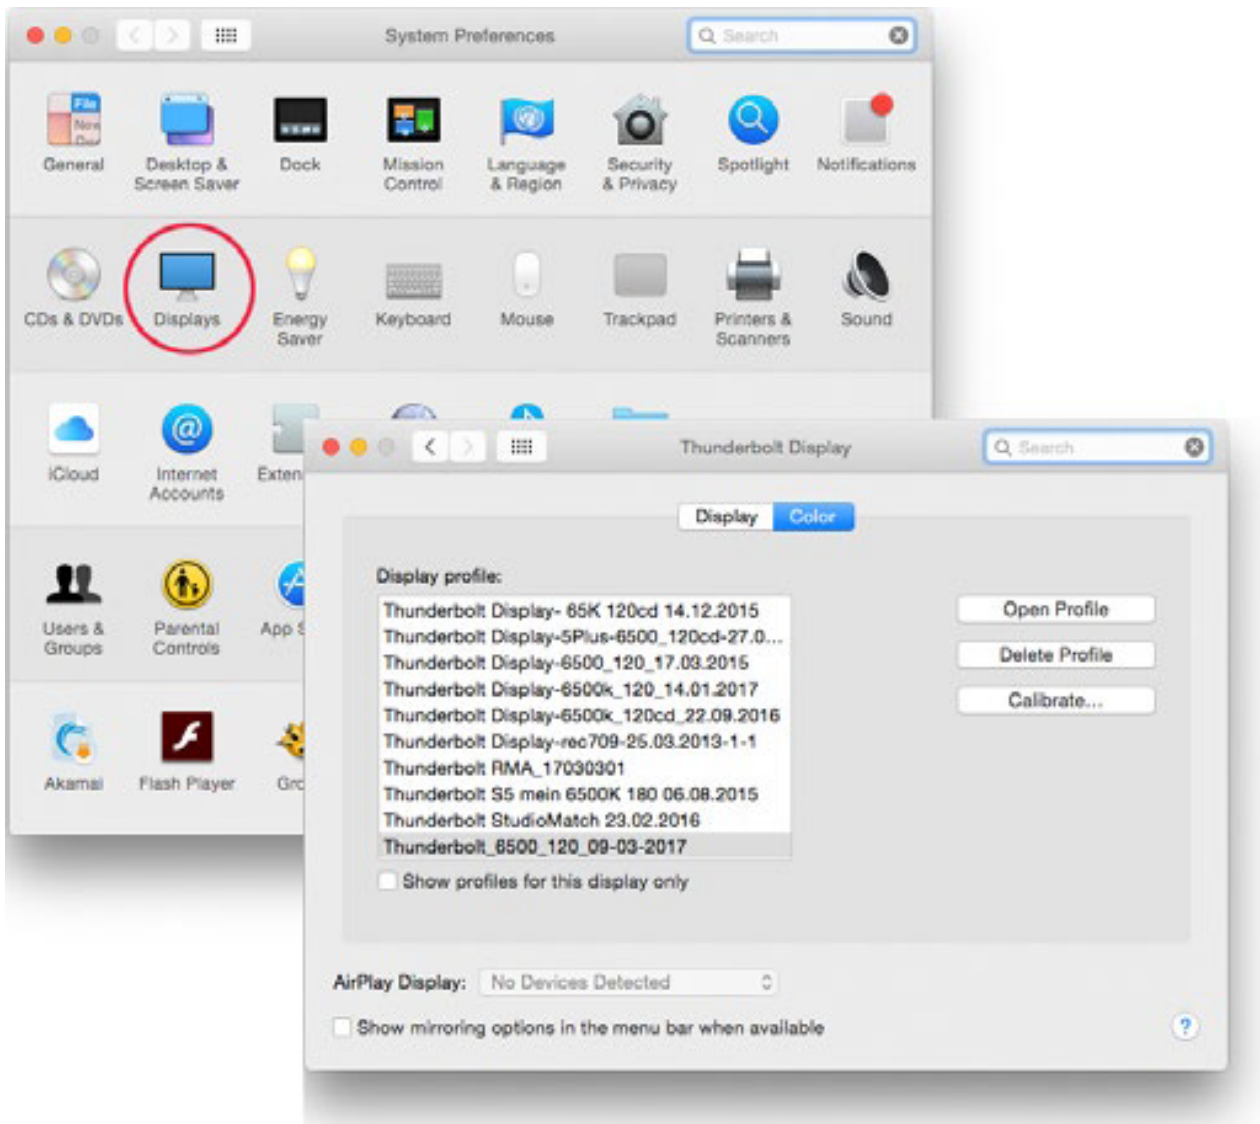 System Preferences
Search
File
New
General
Desktop &
Screen Saver
Dock
Mission
Control
Language
& Region
Security
& Privacy
Spotlight
Notifications
CDs & DVDs
Displays
Energy
Saver
Keyboard
Mouse
Trackpad
Printers &
Scanners
Sound
iCloud
Internet
Accounts
Exten
Users &
Groups
Parental
Controls
App S
Akamai
Flash Player
Gro
Thunderbolt Display
Search
Display
Color
Display profile:
Thunderbolt Display- 65K 120cd 14.12.2015
Thunderbolt Display-5Plus-6500_120cd-27.0...
Thunderbolt Display-6500_120_17.03.2015
Thunderbolt Display-6500k_120_14.01.2017
Thunderbolt Display-6500k_120cd_22.09.2016
Thunderbolt Display-rec709-25.03.2013-1-1
Thunderbolt RMA_17030301
Thunderbolt S5 mein 6500K 180 06.08.2015
Thunderbolt StudioMatch 23.02.2016
Thunderbolt_6500_120_09-03-2017
Show profiles for this display only
Open Profile
Delete Profile
Calibrate...
AirPlay Display:
No Devices Detected
Show mirroring options in the menu bar when available
?